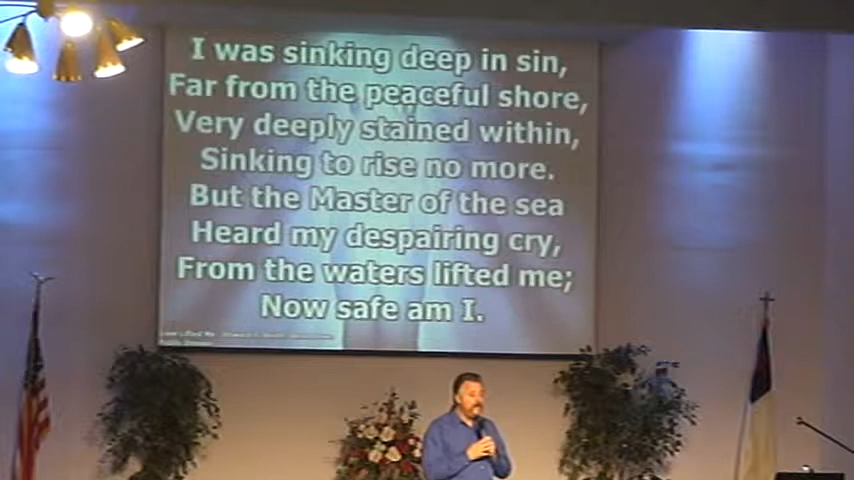 I was sinking deep in sin,
Far from the peaceful shore,
Very deeply stained within,
Sinking to rise no more.
But the Master of the sea
Heard my despairing cry,
From the waters lifted me;
Now safe am I.